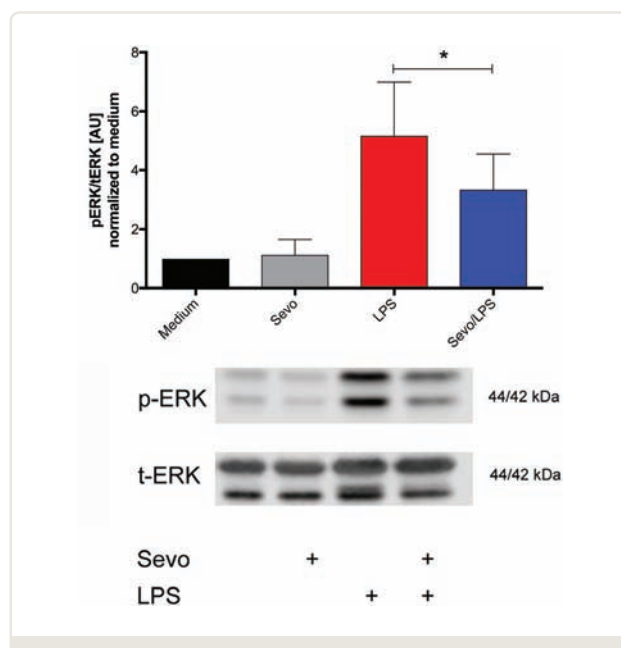 8
*
6
4
2
0
pERK/tERK [AU]
normalized to medium
Medium
Sevo
LPS
Sevo/LPS
p-ERK
44/42 kDa
t-ERK
44/42 kDa
Sevo + +
LPS + +